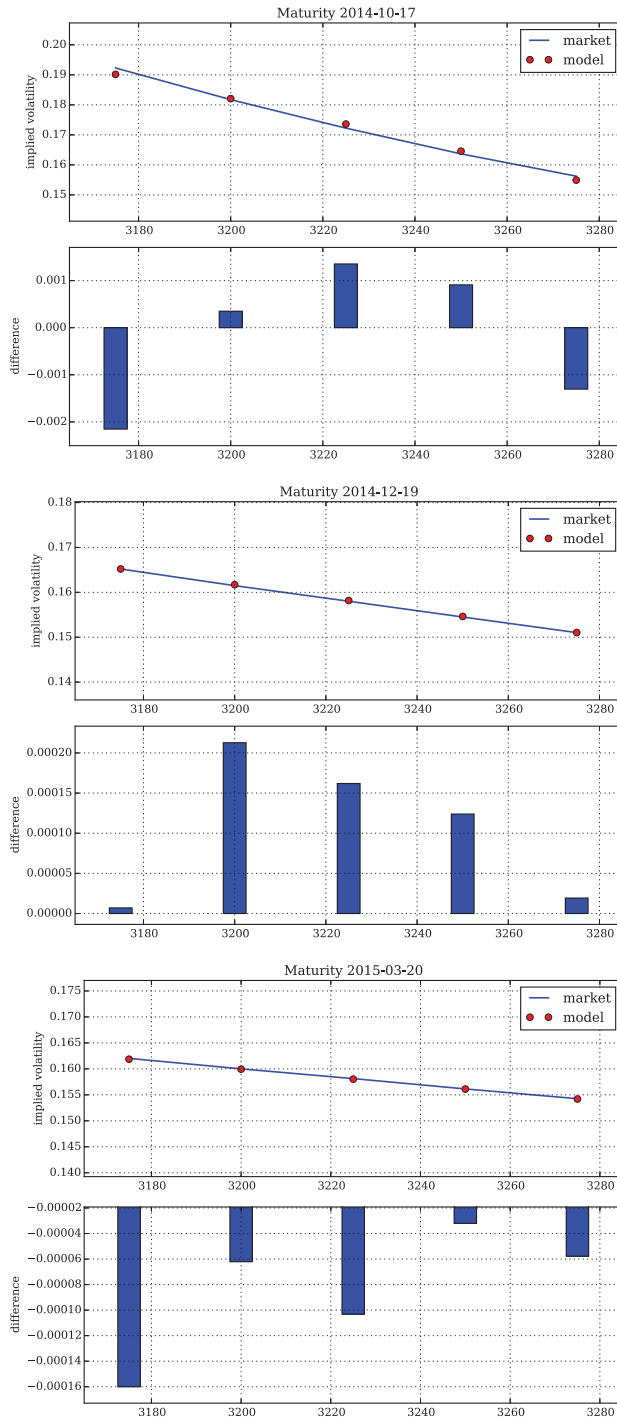 Maturity 2014-10-17
0.20
0.19
0.18
0.17
0.16
0.15
implied volatility
market
model
3180 3200 3220 3240 3260 3280
0.001
0.000
−0.001
−0.002
difference
3180 3200 3220 3240 3260 3280
Maturity 2014-12-19
0.18
0.17
0.16
0.15
0.14
implied volatility
market
model
3180 3200 3220 3240 3260 3280
0.00020
0.00015
0.00010
0.00005
0.00000
difference
3180 3200 3220 3240 3260 3280
Maturity 2015-03-20
0.175
0.170
0.165
0.160
0.155
0.150
0.145
0.140
implied volatility
market
model
3180 3200 3220 3240 3260 3280
−0.00002
−0.00004
−0.00006
−0.00008
−0.00010
−0.00012
−0.00014
−0.00016
difference
3180 3200 3220 3240 3260 3280